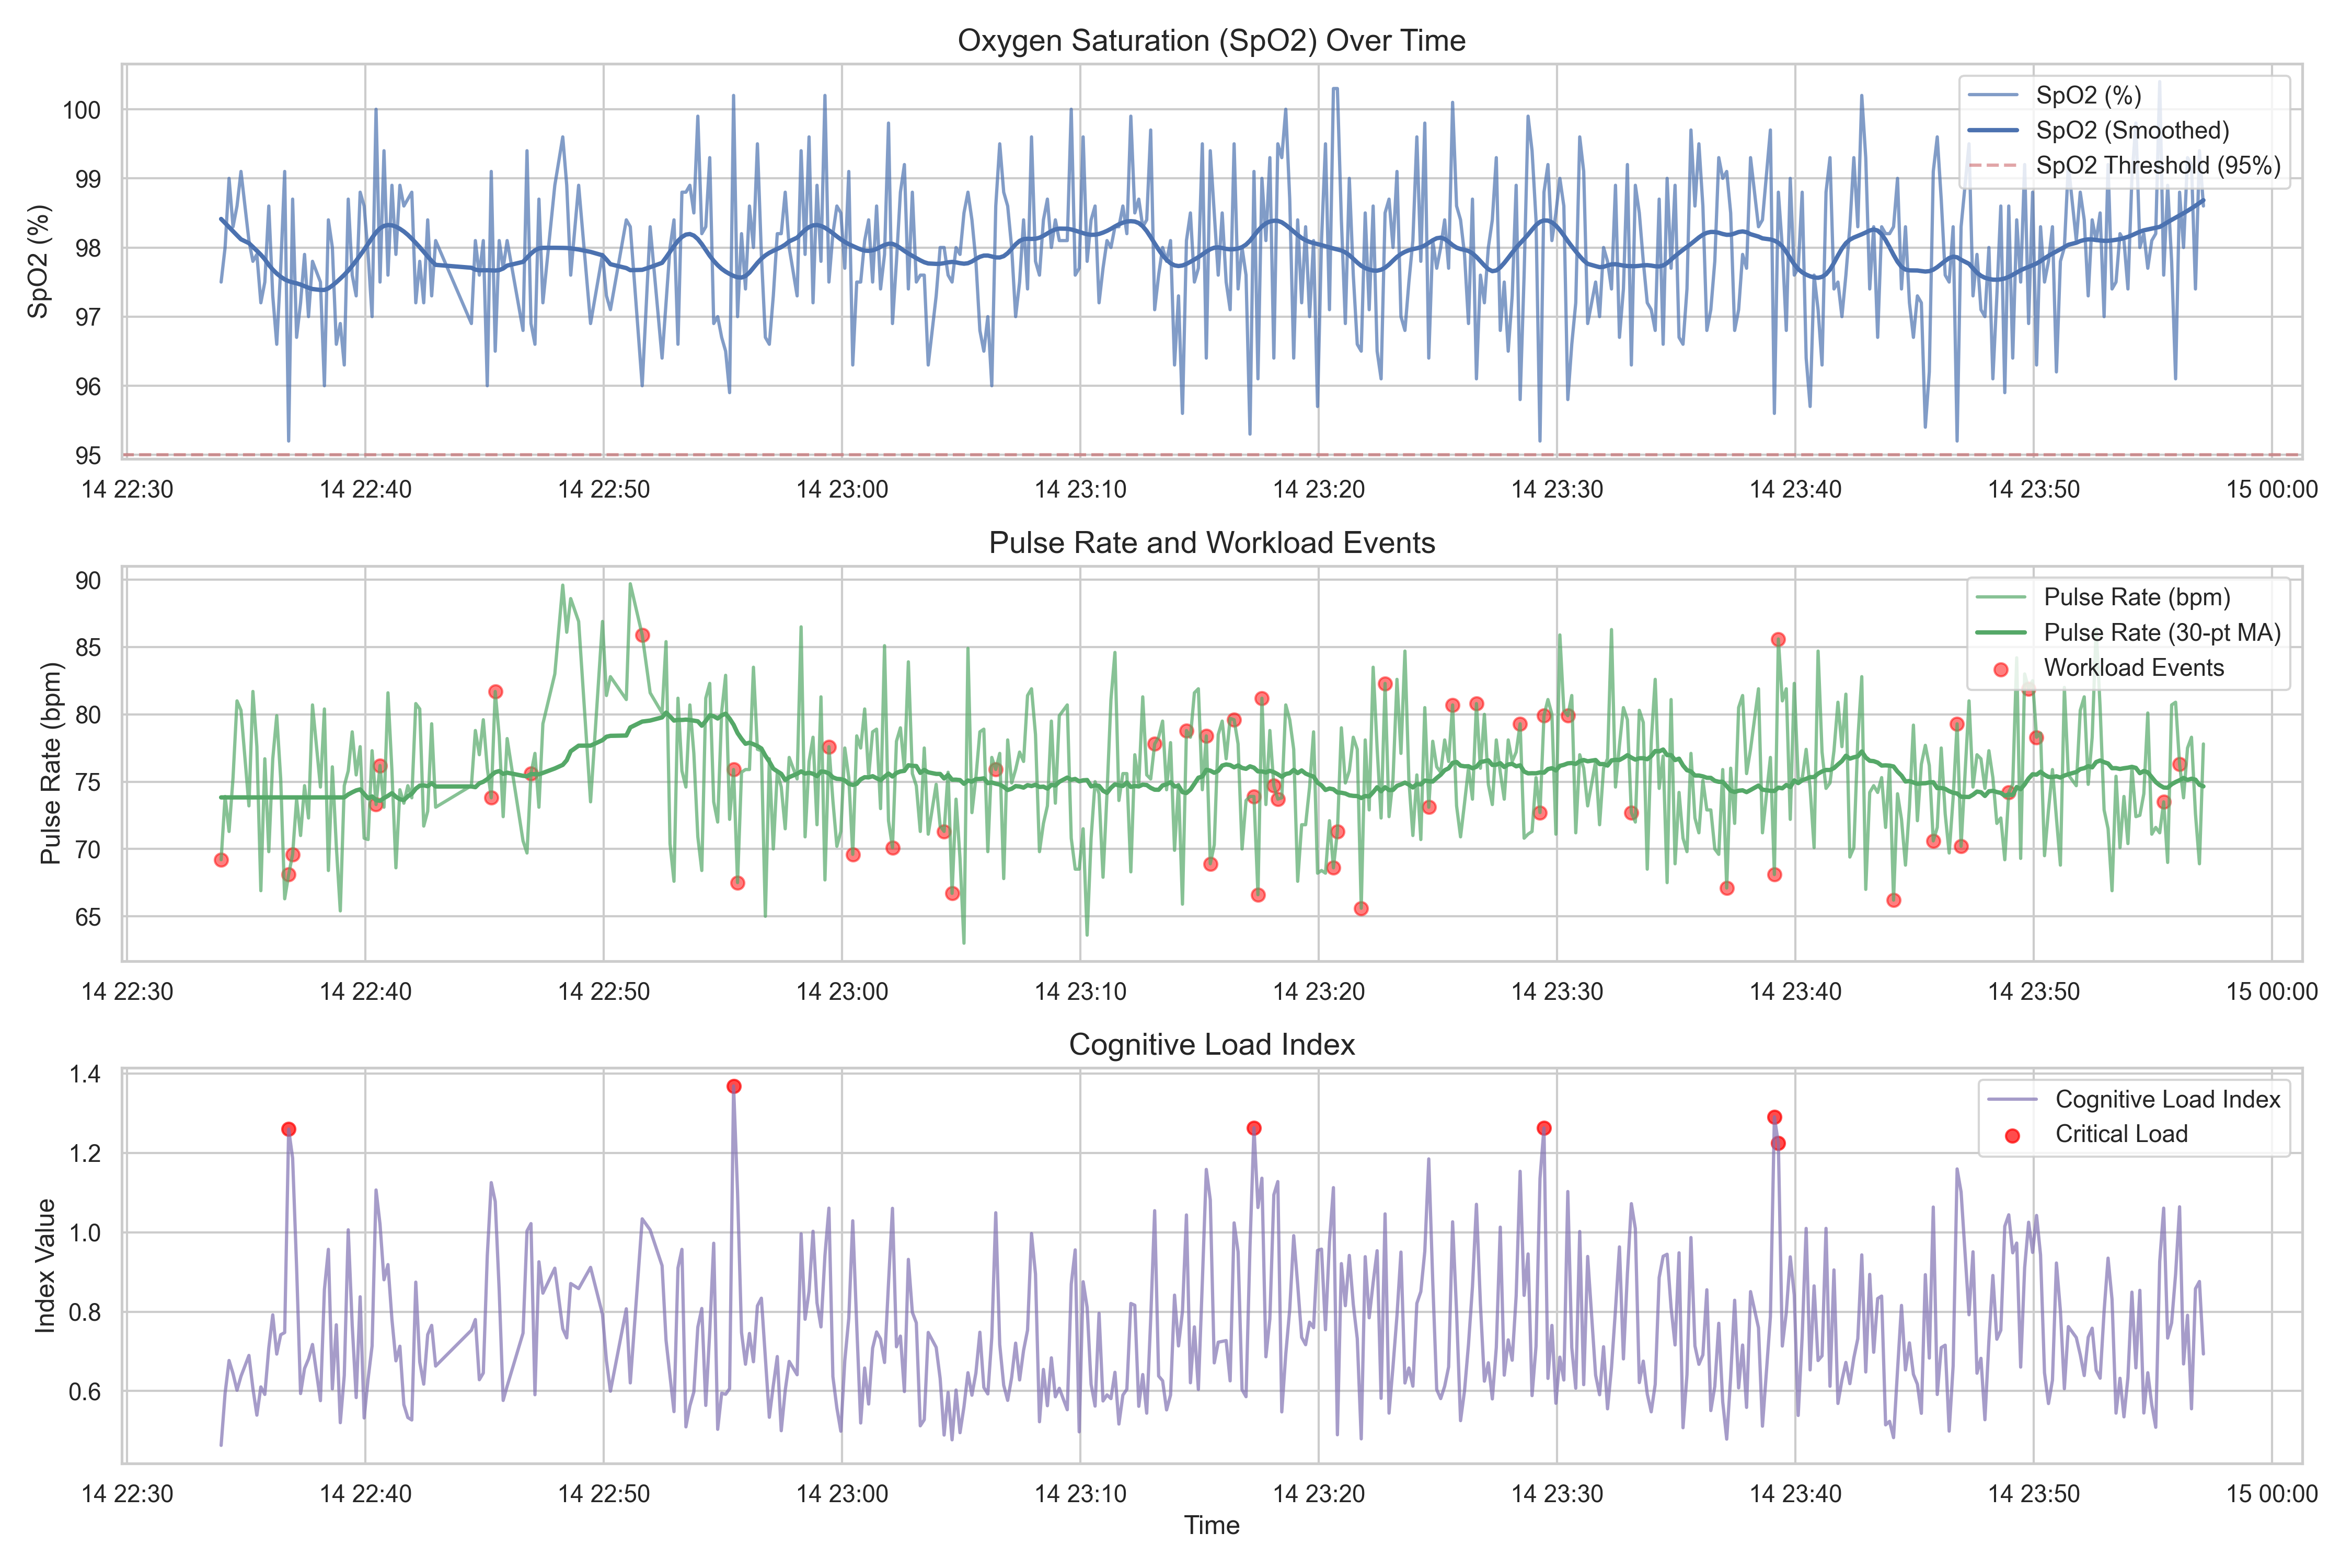 Oxygen Saturation (SpO2) Over Time
SpO2 (%)
100
99
98
97
96
95
SpO2 (%)
SpO2 (Smoothed)
SpO2 Threshold (95%)
14 22:30 14 22:40 14 22:50 14 23:00 14 23:10 14 23:20 14 23:30 14 23:40 14 23:50 15 00:00
Pulse Rate and Workload Events
Pulse Rate (bpm)
90
85
80
75
70
65
Pulse Rate (bpm)
Pulse Rate (30-pt MA)
Workload Events
14 22:30 14 22:40 14 22:50 14 23:00 14 23:10 14 23:20 14 23:30 14 23:40 14 23:50 15 00:00
Cognitive Load Index
Index Value
1.4
1.2
1.0
0.8
0.6
Cognitive Load Index
Critical Load
14 22:30 14 22:40 14 22:50 14 23:00 14 23:10 14 23:20 14 23:30 14 23:40 14 23:50 15 00:00
Time